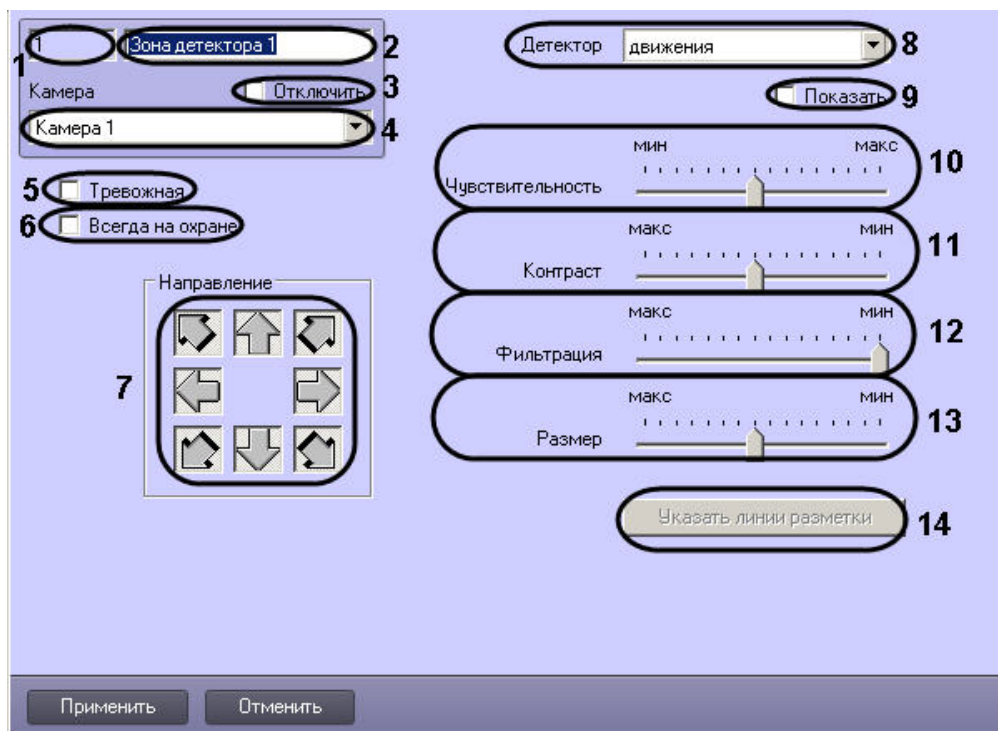 1
Зона детектора 1
2
1
Камера
Отключить
3
Камера 1
4
5
Тревожная
6
Всегда на охране
Направление
7
Детектор
движения
8
Показать
9
мин
макс
10
Чувствительность
макс
мин
11
Контраст
макс
мин
12
Фильтрация
макс
мин
13
Размер
Указать линии разметки
14
Применить
Отменить